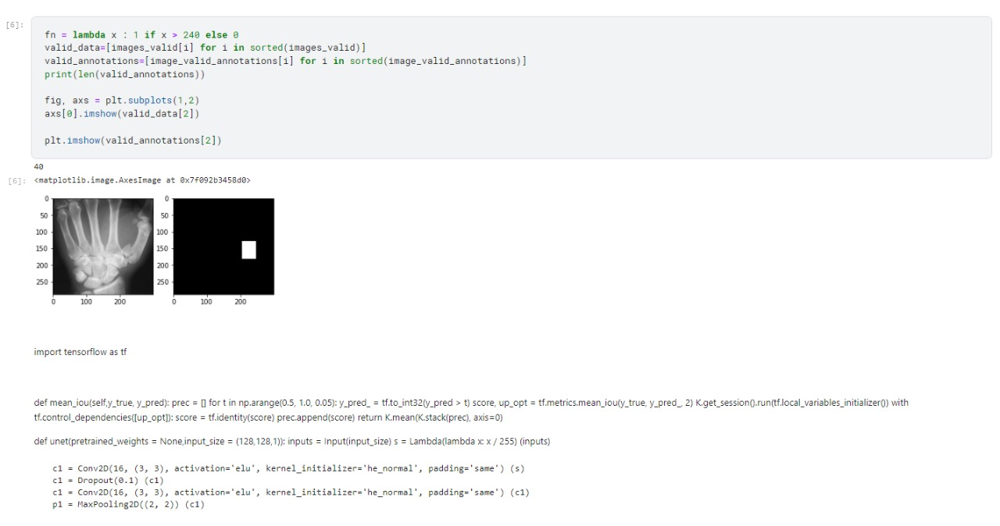 [6]:
fn = lambda x : 1 if x > 240 else 0
valid_data=[images_valid[i] for i in sorted(images_valid)]
valid_annotations=[image_valid_annotations[i] for i in sorted(image_valid_annotations)]
print(len(valid_annotations))
fig, axs = plt.subplots(1,2)
axs[0].imshow(valid_data[2])
plt.imshow(valid_annotations[2])
40
[6]: <matplotlib.image.AxesImage at 0x7f092b3458d0>
0 0
50 50
100 100
150 150
200 200
250 250
0 100 200 0 100 200
import tensorflow as tf
def mean_iou(self,y_true, y_pred): prec = [] for t in np.arange(0.5, 1.0, 0.05): y_pred_ = tf.to_int32(y_pred > t) score, up_opt = tf.metrics.mean_iou(y_true, y_pred_, 2) K.get_session().run(tf.local_variables_initializer()) with
tf.control_dependencies([up_opt]): score = tf.identity(score) prec.append(score) return K.mean(K.stack(prec), axis=0)
def unet(pretrained_weights = None,input_size = (128,128,1)): inputs = Input(input_size) s = Lambda(lambda x: x / 255) (inputs)
c1 = Conv2D(16, (3, 3), activation='elu', kernel_initializer='he_normal', padding='same') (s)
c1 = Dropout(0.1) (c1)
c1 = Conv2D(16, (3, 3), activation='elu', kernel_initializer='he_normal', padding='same') (c1)
p1 = MaxPooling2D((2, 2)) (c1)